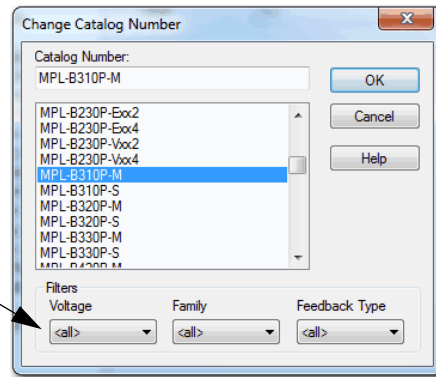 Change Catalog Number
Catalog Number:
MPL-B310P-M
OK
MPL-B230P-Exx2
Cancel
MPL-B230P-Exx4
MPL-B230P-Vxx2
MPL-B230P-Vxx4
Help
MPL-B310P-M
MPL-B310P-S
MPL-B320P-M
MPL-B320P-S
MPL-B330P-M
MPL-B330P-S
MPL-B420P-M
Filters
Voltage Family Feedback Type
<all> <all> <all>